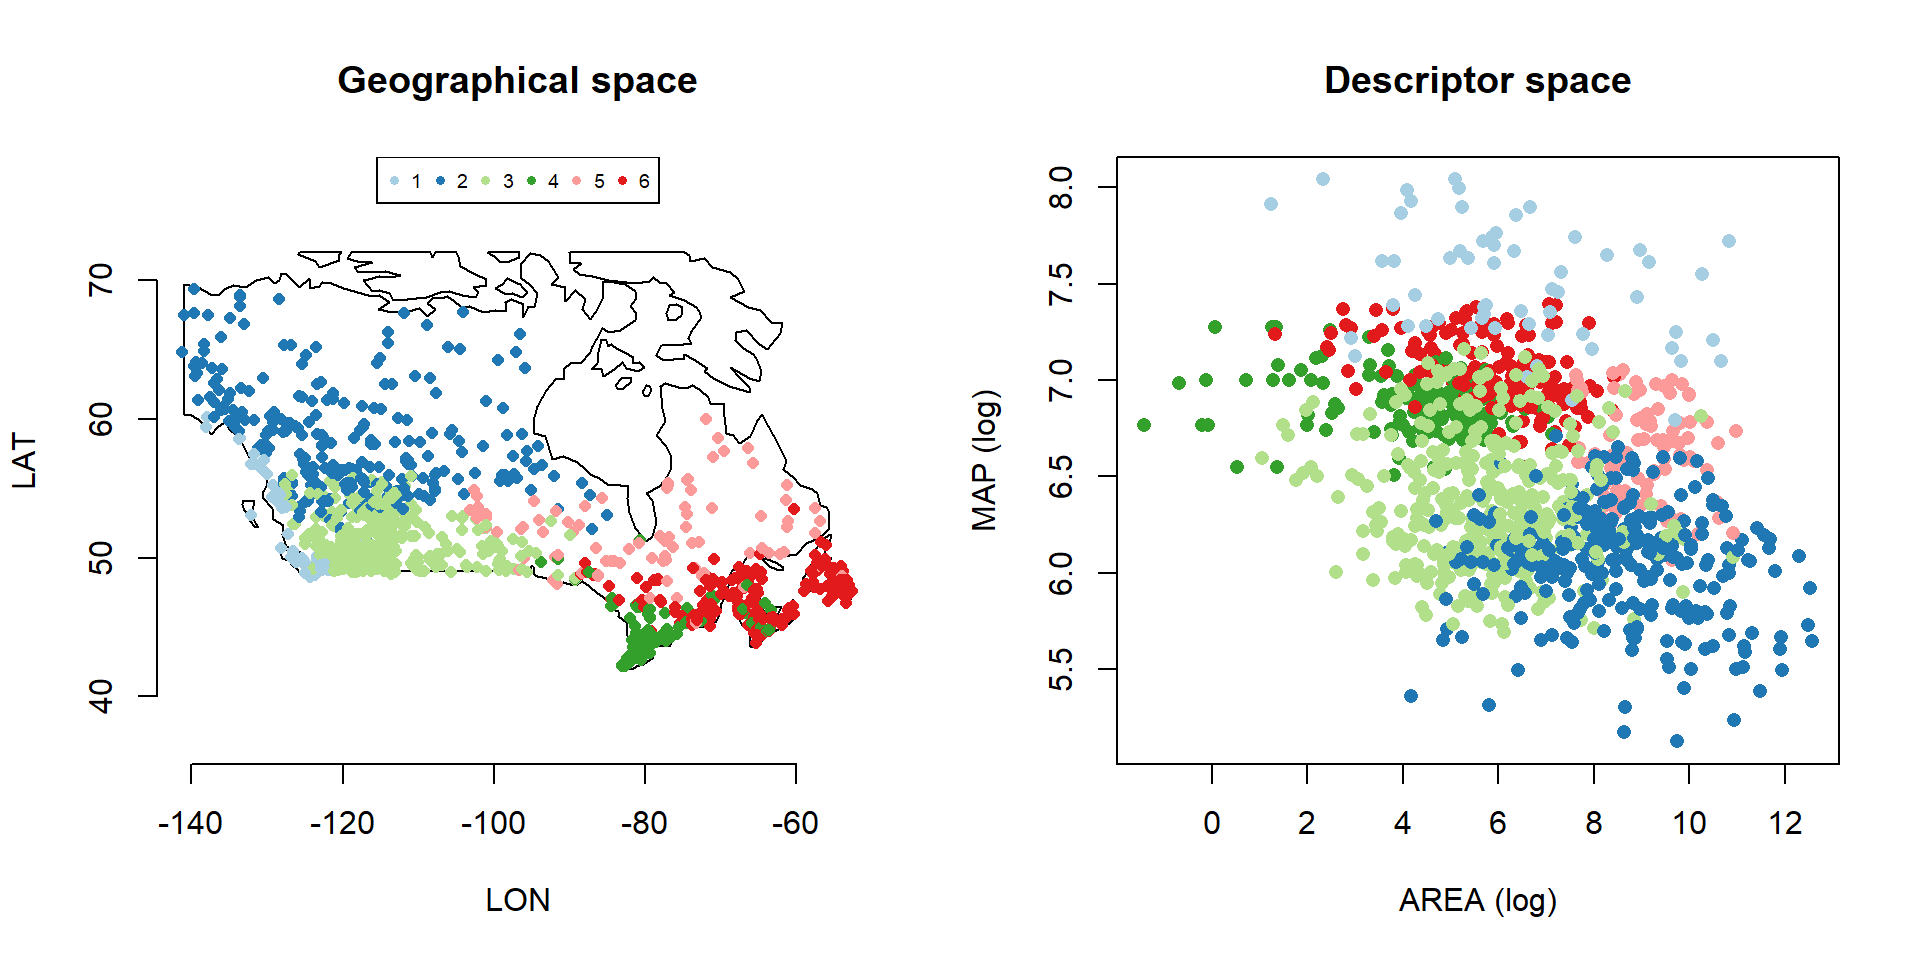 Geographical space
1 2 3 4 5 6
70
60
50
40
LAT
-140 -120 -100 -80 -60
LON
Descriptor space
8.0
7.5
7.0
6.5
6.0
5.5
MAP (log)
0 2 4 6 8 10 12
AREA (log)